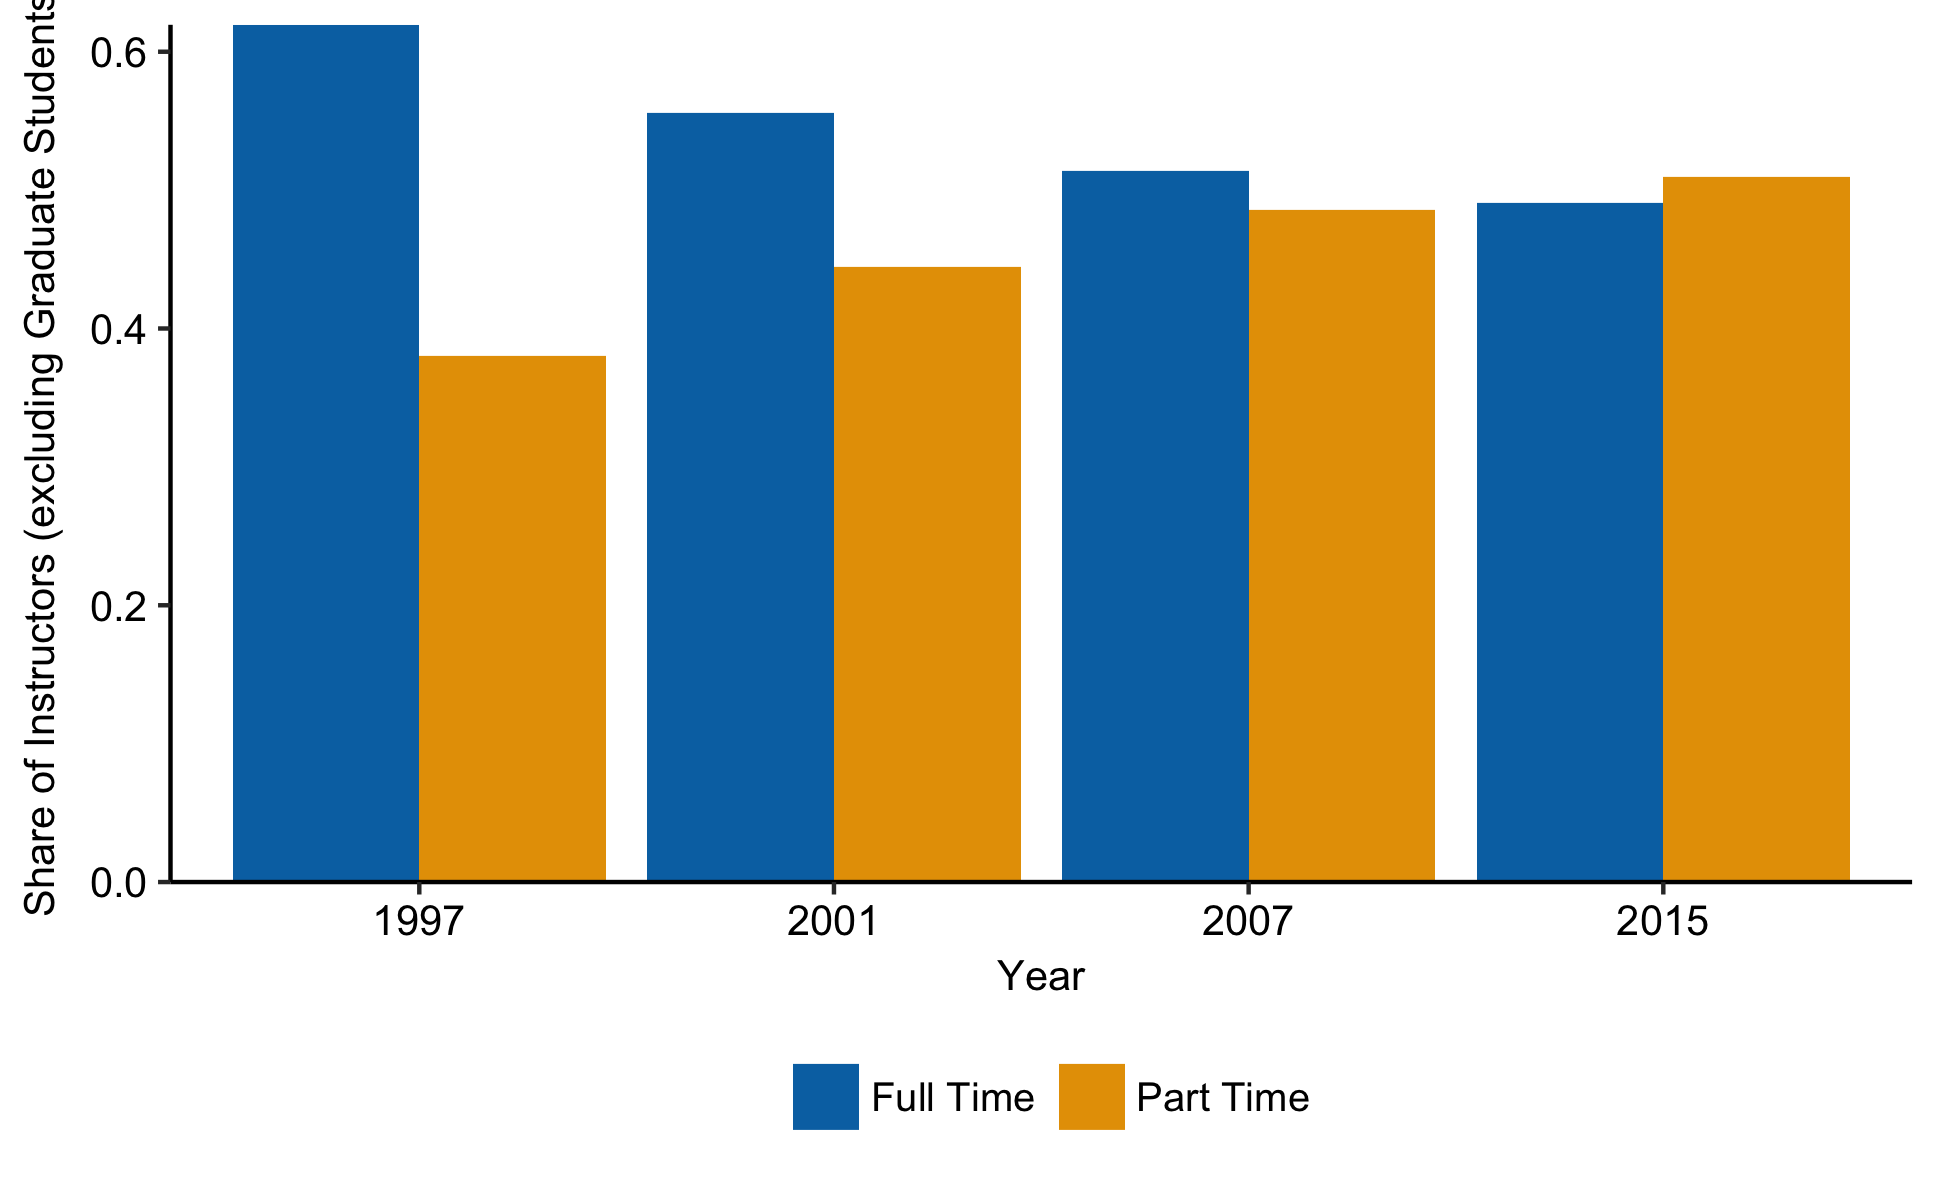 Share of Instructors (excluding Graduate Students
0.6
0.4
0.2
0.0
1997
2001
2007
2015
Year
Full Time
Part Time